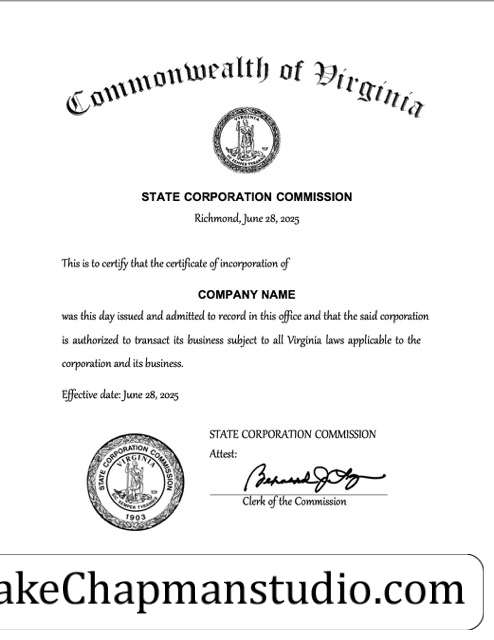 Commonwealth of Virginia
VIRGINIA
SIC SEMPER TYRANNIS
STATE CORPORATION COMMISSION
Richmond, June 28, 2025
This is to certify that the certificate of incorporation of
COMPANY NAME
was this day issued and admitted to record in this office and that the said corporation
is authorized to transact its business subject to all Virginia laws applicable to the
corporation and its business.
Effective date: June 28, 2025
STATE CORPORATION COMMISSION
Attest:
Clerk of the Commission
STATE CORPORATION COMMISSION
VIRGINIA
SIC SEMPER TYRANNIS
1903
akeChapmanstudio.com